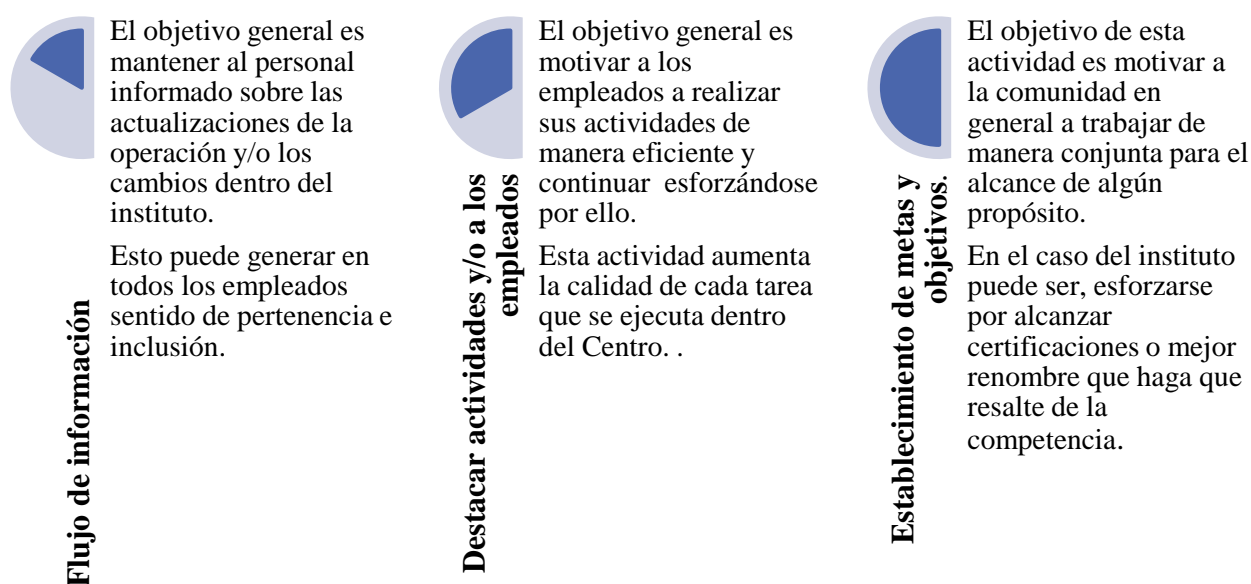 Flujo de información
El objetivo general es
mantener al personal
informado sobre las
actualizaciones de la
operación y/o los
cambios dentro del
instituto.
Esto puede generar en
todos los empleados
sentido de pertenencia e
inclusión.
Destacar actividades y/o a los
empleados
El objetivo general es
motivar a los
empleados a realizar
sus actividades de
manera eficiente y
continuar  esforzándose
por ello.
Esta actividad aumenta
la calidad de cada tarea
que se ejecuta dentro
del Centro. .
Establecimiento de metas y
objetivos.
El objetivo de esta
actividad es motivar a
la comunidad en
general a trabajar de
manera conjunta para el
alcance de algún
propósito.
En el caso del instituto
puede ser, esforzarse
por alcanzar
certificaciones o mejor
renombre que haga que
resalte de la
competencia.